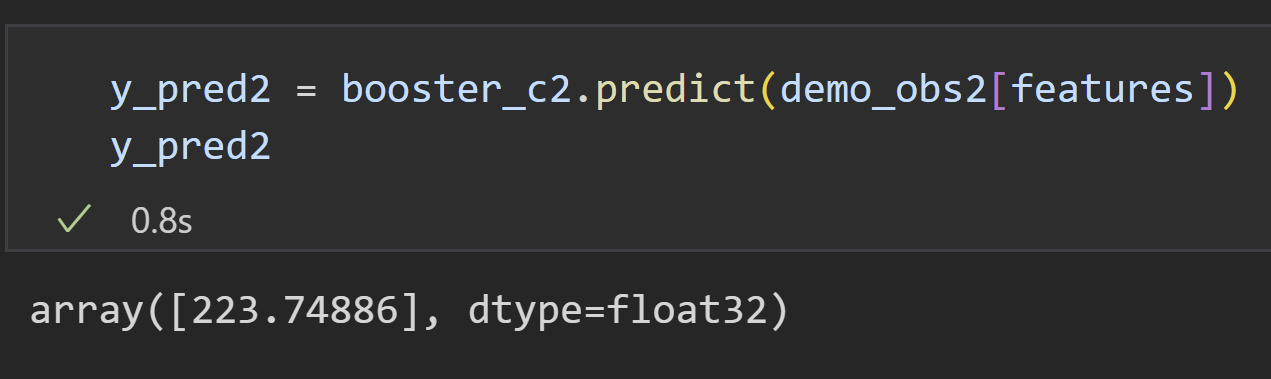 y_pred2 = booster_c2.predict(demo_obs2[features])
y_pred2
0.8s
array([223.74886], dtype=float32)